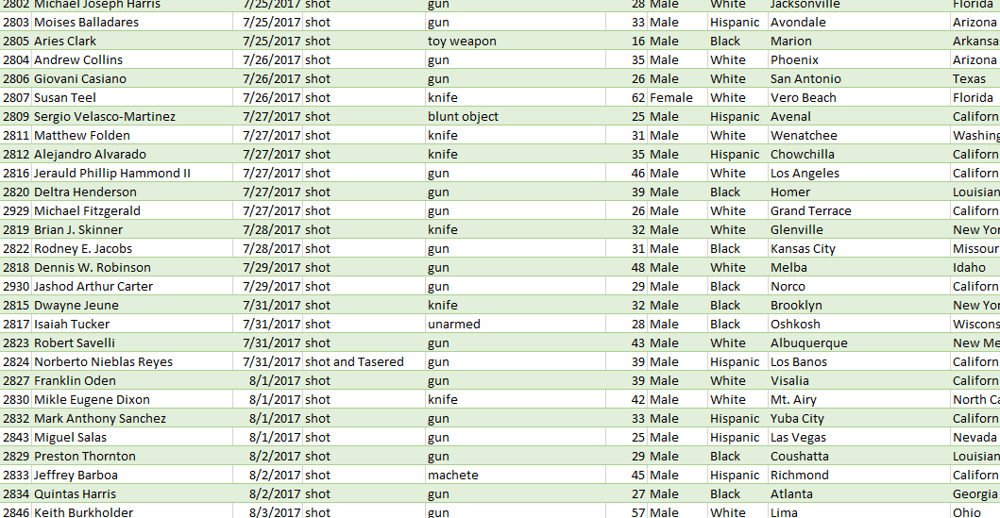 2802 Michael Joseph Harris 7/25/2017 shot gun 28 Male White Jacksonville Florida
2803 Moises Balladares 7/25/2017 shot gun 33 Male Hispanic Avondale Arizona
2805 Aries Clark 7/25/2017 shot toy weapon 16 Male Black Marion Arkansa
2804 Andrew Collins 7/26/2017 shot gun 35 Male White Phoenix Arizona
2806 Giovani Casiano 7/26/2017 shot gun 26 Male White San Antonio Texas
2807 Susan Teel 7/26/2017 shot knife 62 Female White Vero Beach Florida
2809 Sergio Velasco-Martinez 7/27/2017 shot blunt object 25 Male Hispanic Avenal Californ
2811 Matthew Folden 7/27/2017 shot knife 31 Male White Wenatchee Washing
2812 Alejandro Alvarado 7/27/2017 shot knife 35 Male Hispanic Chowchilla Californ
2816 Jerauld Phillip Hammond II 7/27/2017 shot gun 46 Male White Los Angeles Californ
2820 Deltra Henderson 7/27/2017 shot gun 39 Male Black Homer Louisian
2929 Michael Fitzgerald 7/27/2017 shot gun 26 Male White Grand Terrace Californ
2819 Brian J. Skinner 7/28/2017 shot knife 32 Male White Glenville New Yor
2822 Rodney E. Jacobs 7/28/2017 shot gun 31 Male Black Kansas City Missour
2818 Dennis W. Robinson 7/29/2017 shot gun 48 Male White Melba Idaho
2930 Jashod Arthur Carter 7/29/2017 shot gun 29 Male Black Norco Californ
2815 Dwayne Jeune 7/31/2017 shot knife 32 Male Black Brooklyn New Yor
2817 Isaiah Tucker 7/31/2017 shot unarmed 28 Male Black Oshkosh Wiscons
2823 Robert Savelli 7/31/2017 shot gun 43 Male White Albuquerque New Me
2824 Norberto Nieblas Reyes 7/31/2017 shot and Tasered gun 39 Male Hispanic Los Banos Californ
2827 Franklin Oden 8/1/2017 shot gun 39 Male White Visalia Californ
2830 Mikle Eugene Dixon 8/1/2017 shot knife 42 Male White Mt. Airy North Ca
2832 Mark Anthony Sanchez 8/1/2017 shot gun 33 Male Hispanic Yuba City Californ
2843 Miguel Salas 8/1/2017 shot gun 25 Male Hispanic Las Vegas Nevada
2829 Preston Thornton 8/2/2017 shot gun 29 Male Black Coushatta Louisian
2833 Jeffrey Barboa 8/2/2017 shot machete 45 Male Hispanic Richmond Californ
2834 Quintas Harris 8/2/2017 shot gun 27 Male Black Atlanta Georgia
2846 Keith Burkholder 8/3/2017 shot gun 57 Male White Lima Ohio